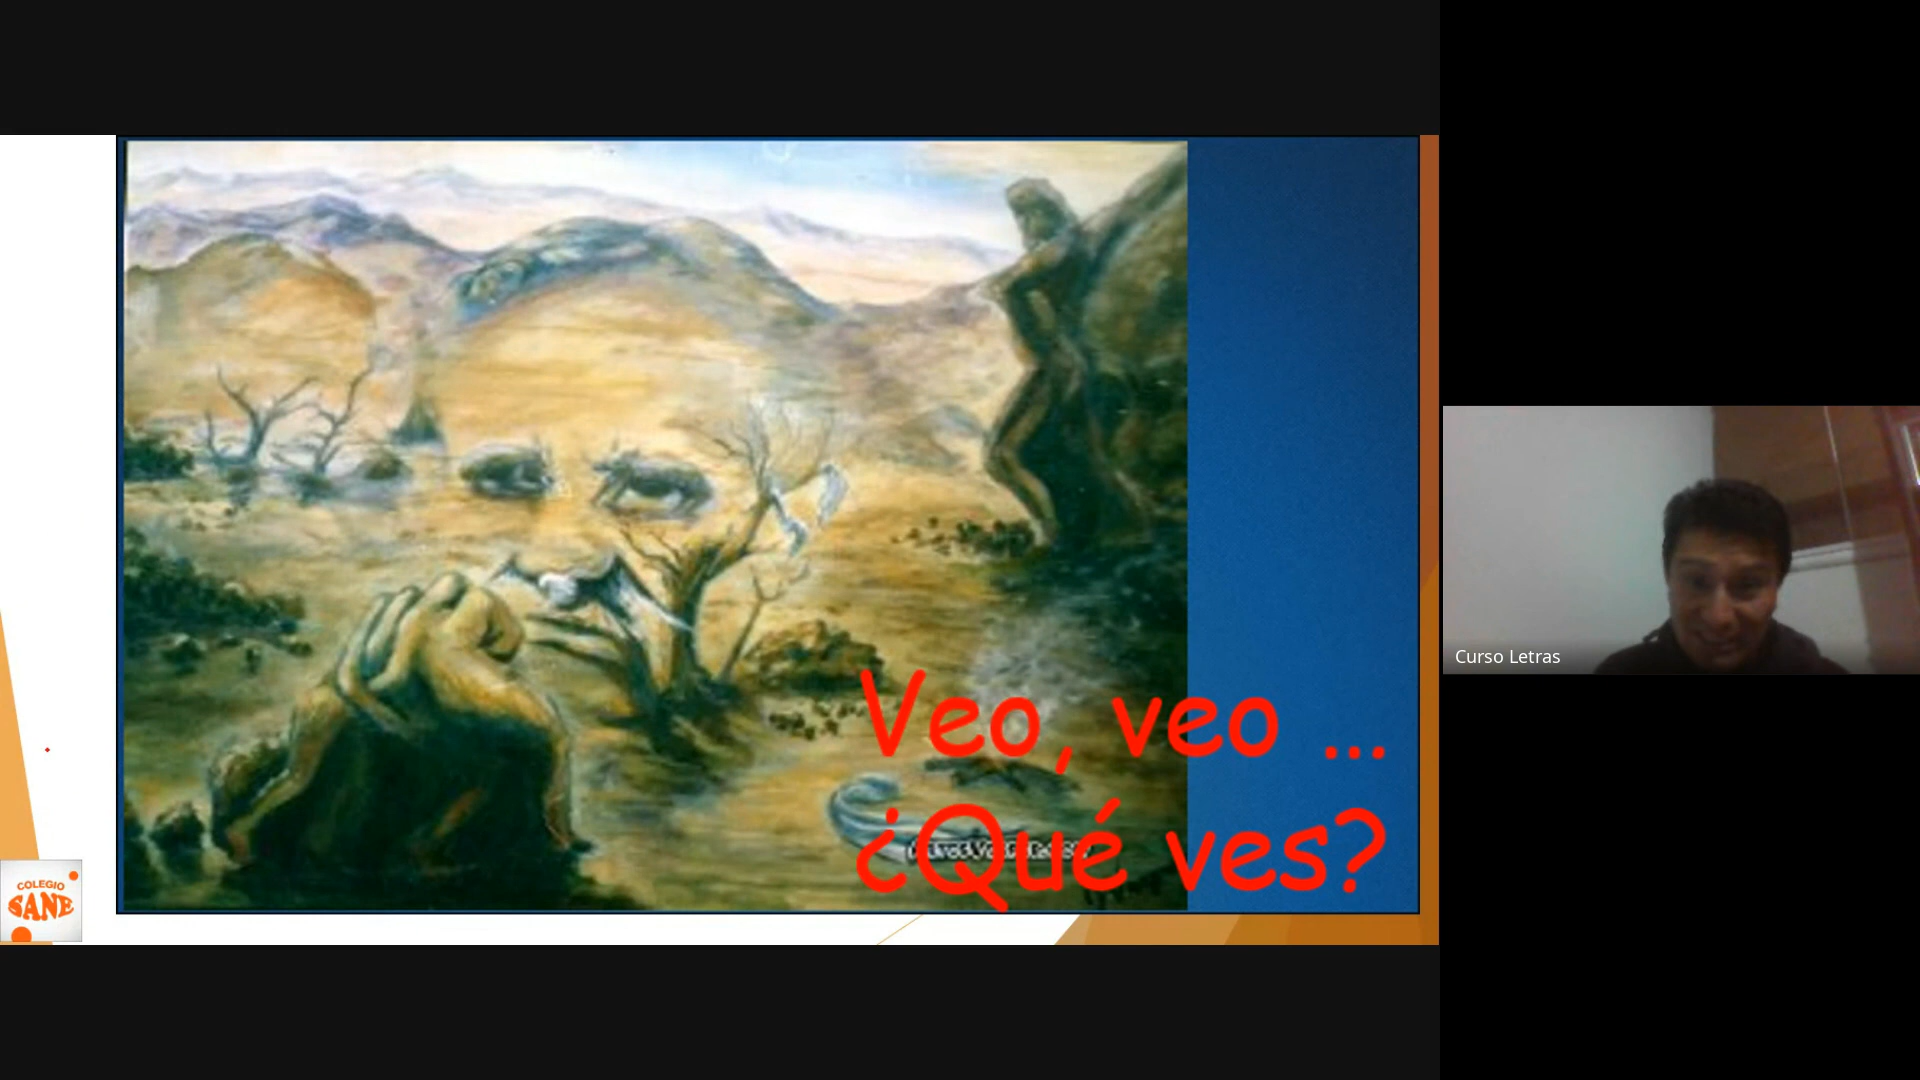 Veo, veo ...
¿Qué ves?
COLEGIO
SANE
Curso Letras